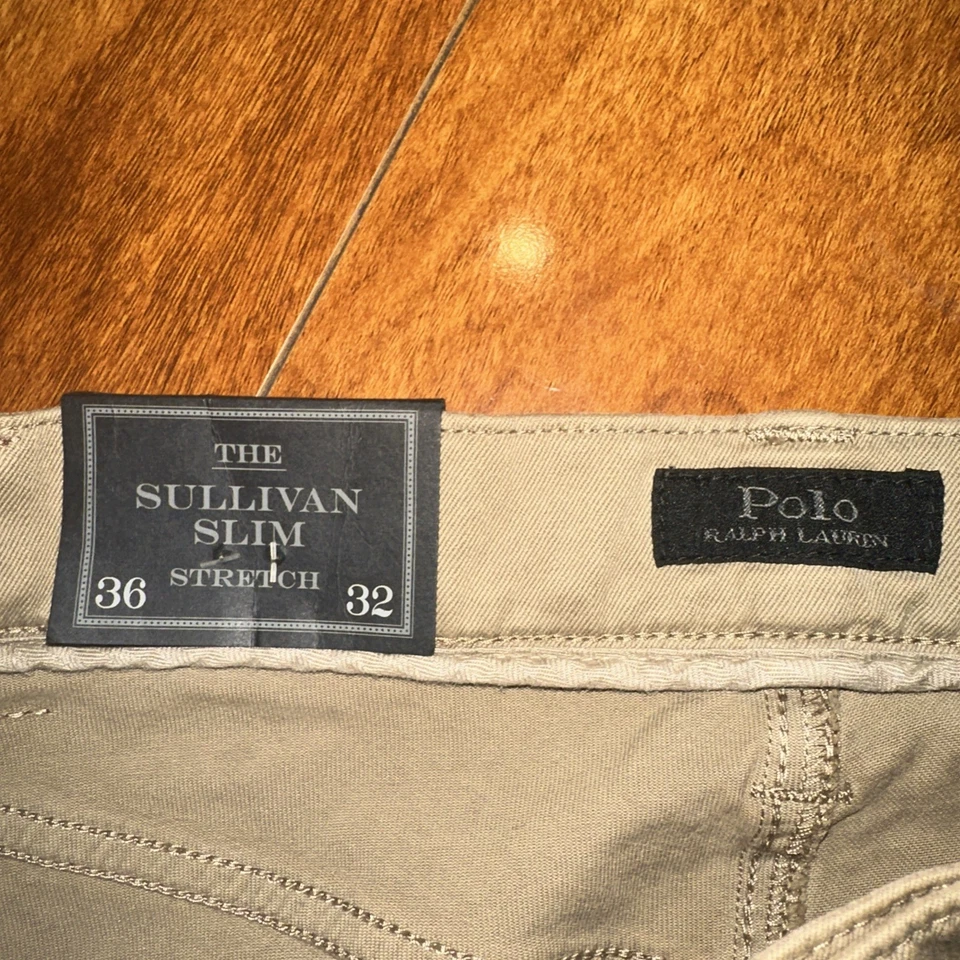 THE
SULLIVAN
SLIM
STRETCH
36 32
Polo
RALPH LAUREN